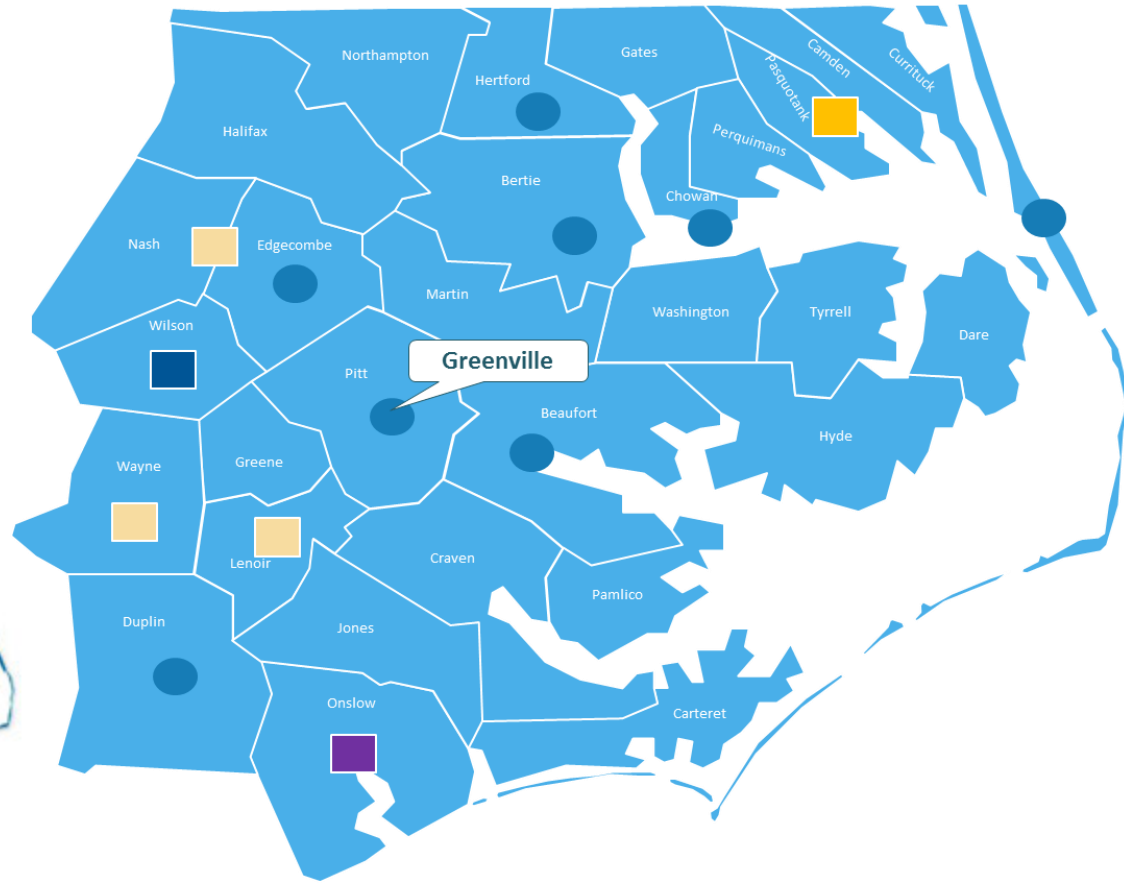 Northampton
Gates
Camden
Currituck
Hertford
Pasquotank
Halifax
Perquimans
Bertie
Chowan
Nash
Edgecombe
Martin
Washington
Tyrrell
Wilson
Dare
Greenville
Pitt
Beaufort
Hyde
Wayne
Greene
Craven
Lenoir
Pamlico
Duplin
Jones
Onslow
Carteret